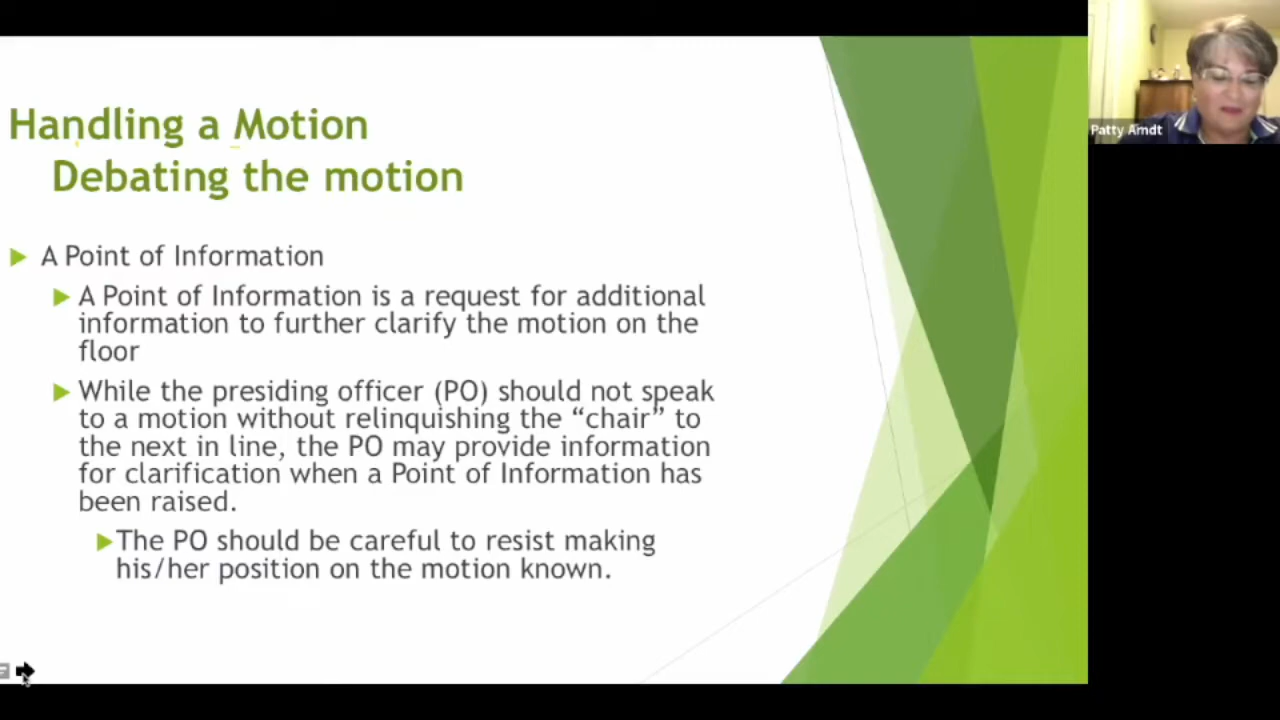 Handling a Motion
Debating the motion
A Point of Information
A Point of Information is a request for additional
information to further clarify the motion on the
floor
While the presiding officer (PO) should not speak
to a motion without relinquishing the “chair” to
the next in line, the PO may provide information
for clarification when a Point of Information has
been raised.
The PO should be careful to resist making
his/her position on the motion known.
Patty Arndt